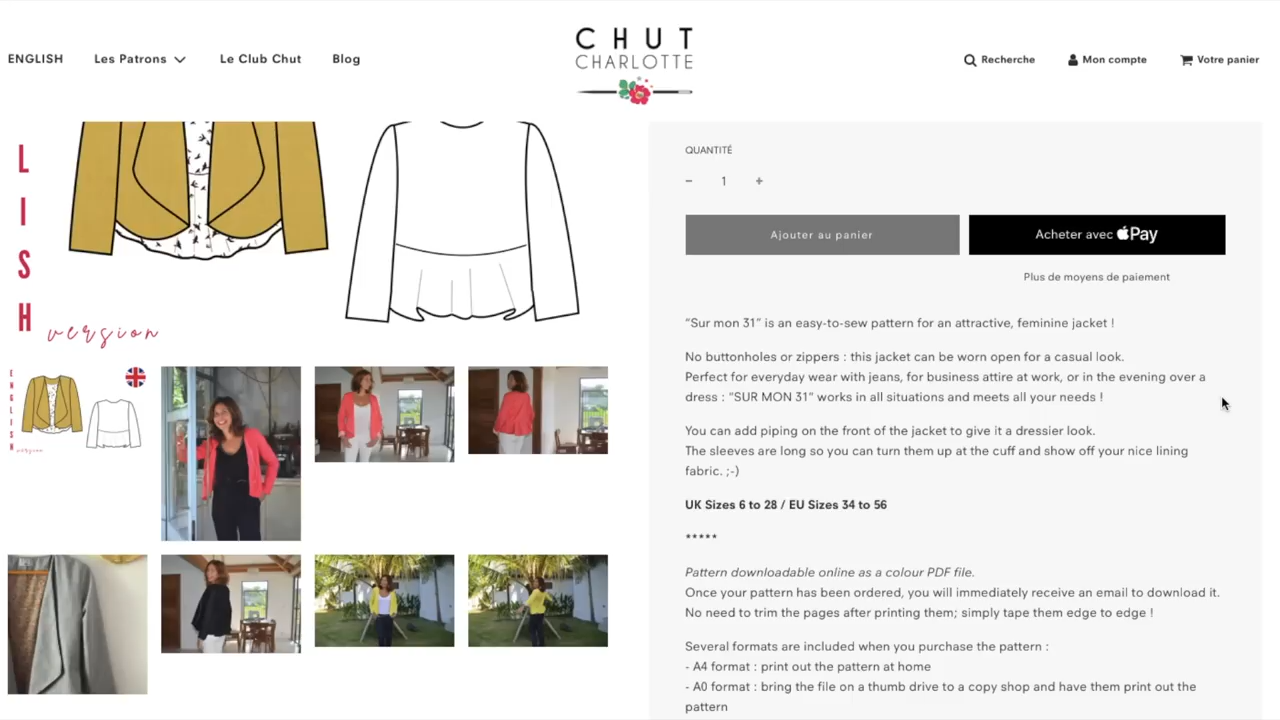 ENGLISH
Les Patrons
Le Club Chut
Blog
CHUT
CHARLOTTE
Recherche
Mon compte
Votre panier
L
I
S
H
version
QUANTITÉ
− 1 +
Ajouter au panier
Acheter avec Pay
Plus de moyens de paiement
“Sur mon 31” is an easy-to-sew pattern for an attractive, feminine jacket !
No buttonholes or zippers : this jacket can be worn open for a casual look.
Perfect for everyday wear with jeans, for business attire at work, or in the evening over a
dress : “SUR MON 31” works in all situations and meets all your needs !
You can add piping on the front of the jacket to give it a dressier look.
The sleeves are long so you can turn them up at the cuff and show off your nice lining
fabric. ;-)
UK Sizes 6 to 28 / EU Sizes 34 to 56
*****
Pattern downloadable online as a colour PDF file.
Once your pattern has been ordered, you will immediately receive an email to download it.
No need to trim the pages after printing them; simply tape them edge to edge !
Several formats are included when you purchase the pattern :
- A4 format : print out the pattern at home
- A0 format : bring the file on a thumb drive to a copy shop and have them print out the
pattern
E
N
G
L
I
S
H
version